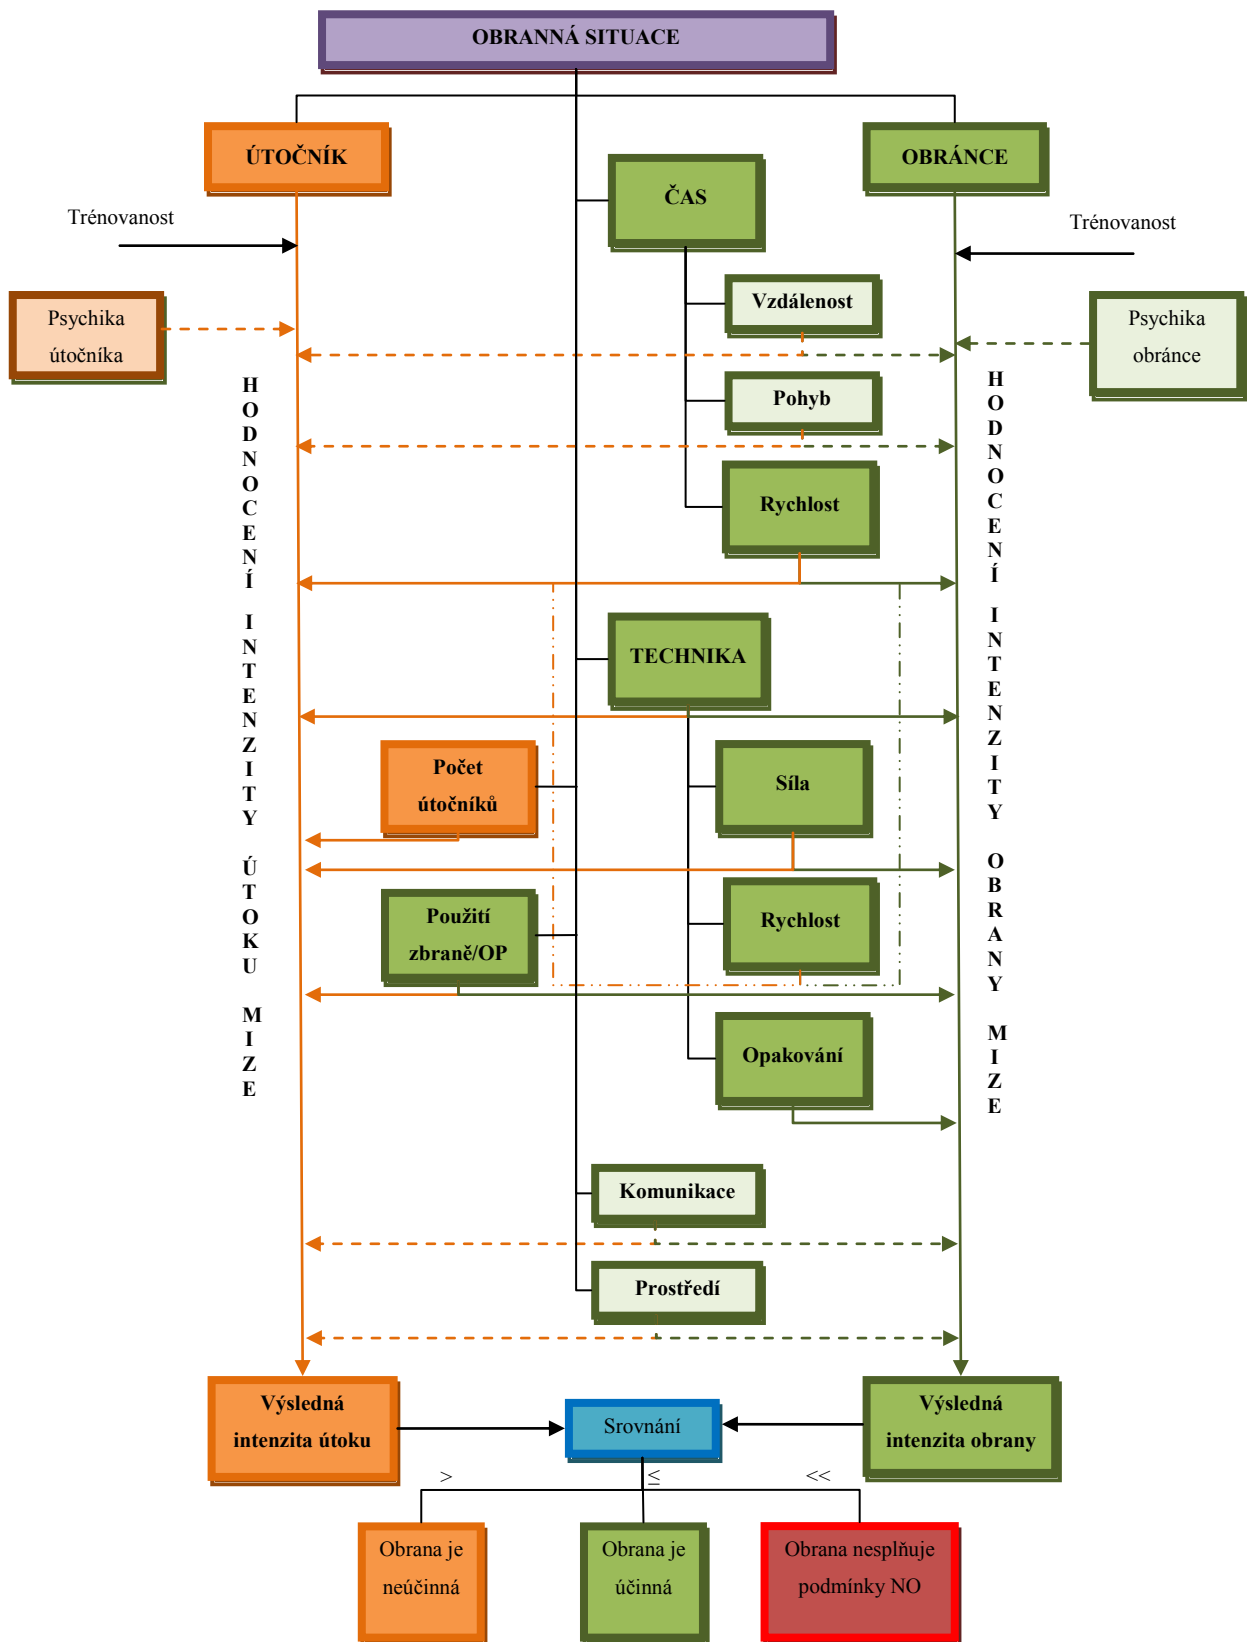 OBRANNÁ SITUACE
ÚTOČNÍK
OBRÁNCE
ČAS
Trénovanost
Trénovanost
Vzdálenost
Psychika
útočníka
Psychika
obránce
HODNOCENÍ INTENZITY ÚTOKU MIZE
HODNOCENÍ INTENZITY OBRANY MIZE
Pohyb
Rychlost
TECHNIKA
Počet
útočníků
Síla
Použití
zbraně/OP
Rychlost
Opakování
Komunikace
Prostředí
Výsledná
intenzita útoku
Srovnání
Výsledná
intenzita obrany
>
≤
<<
Obrana je
neúčinná
Obrana je
účinná
Obrana nesplňuje
podmínky NO